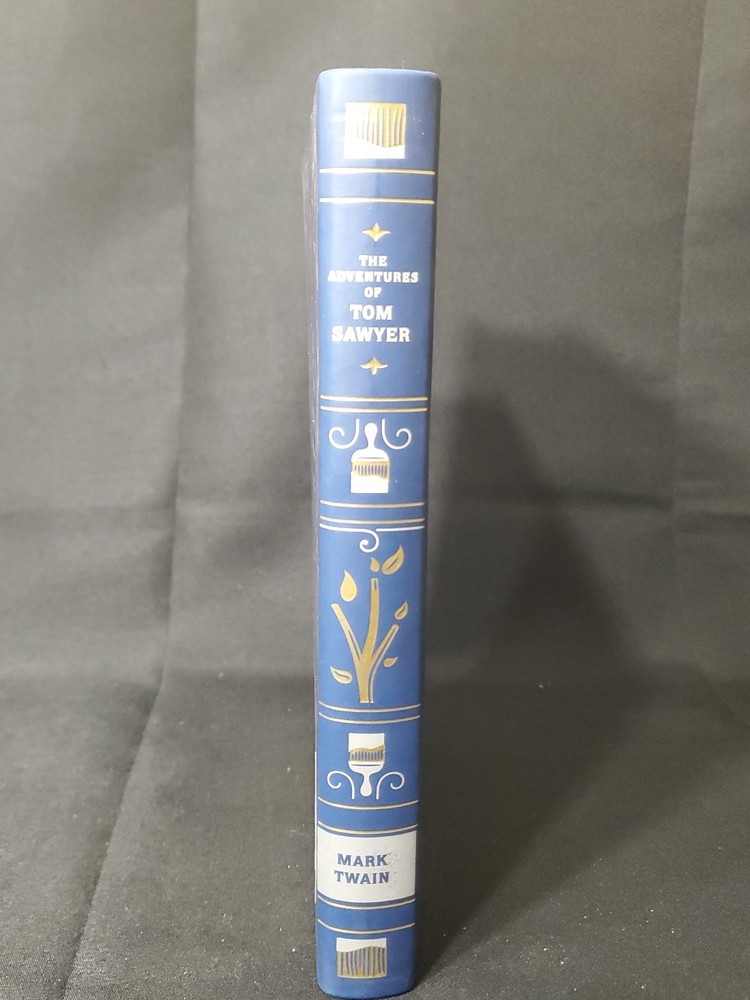 THE
ADVENTURES
OF
TOM
SAWYER
MARK
TWAIN